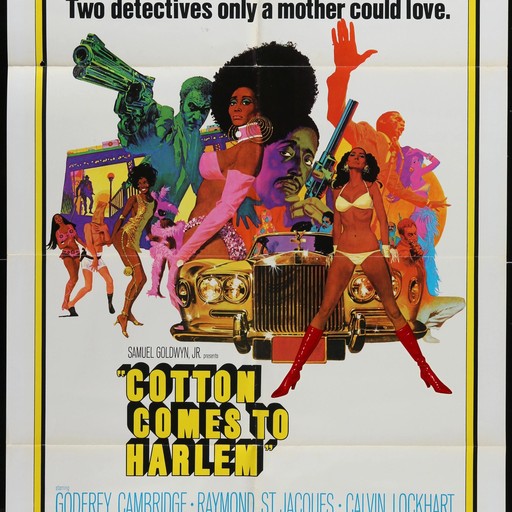 Two detectives only a mother could love.
SAMUEL GOLDWYN, JR. presents
"COTTON
COMES TO
HARLEM"
starring
GODFREY CAMBRIDGE · RAYMOND ST. JACQUES · CALVIN LOCKHART